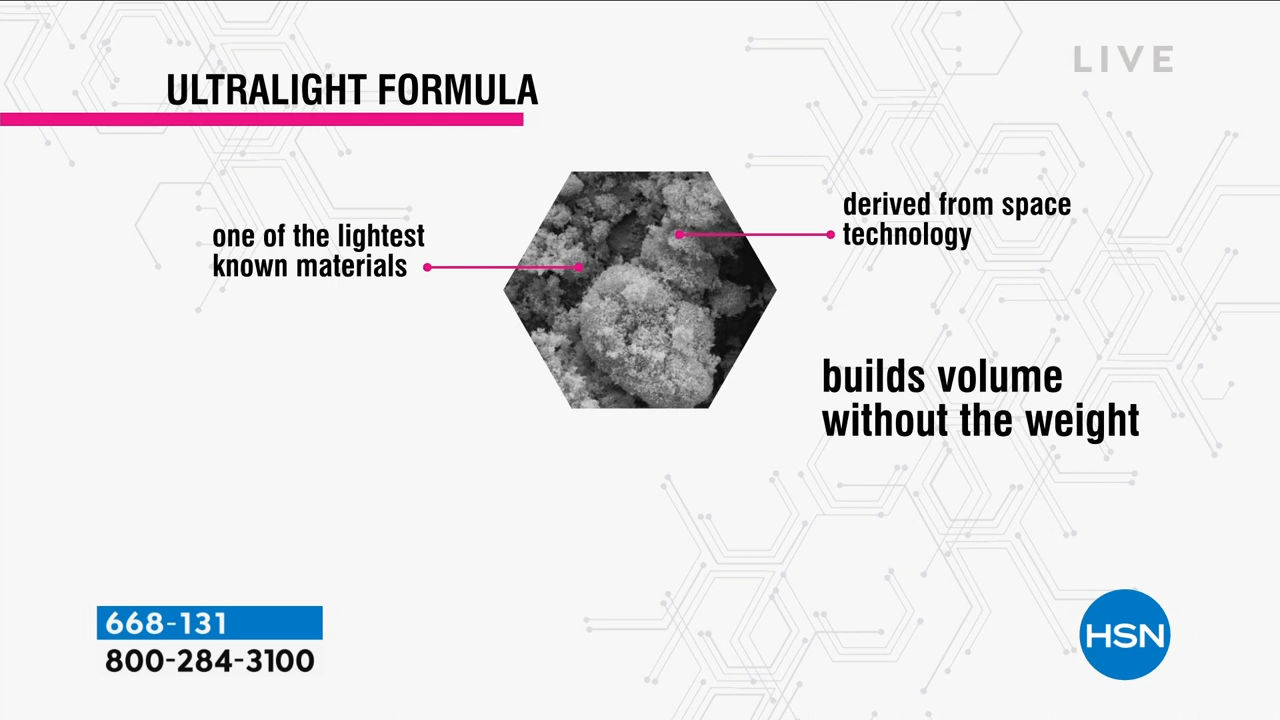 LIVE
ULTRALIGHT FORMULA
one of the lightest
known materials
derived from space
technology
builds volume
without the weight
668-131
800-284-3100
HSN